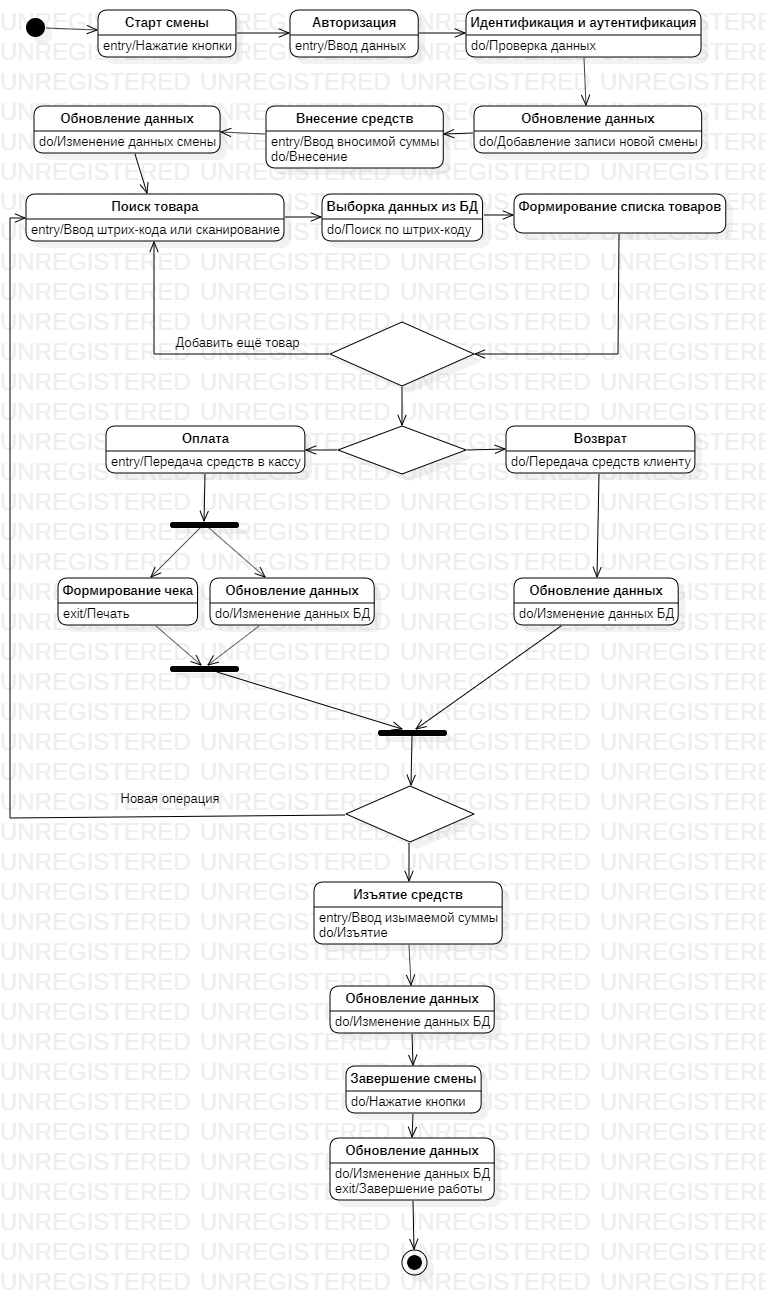 Старт смены
entry/Нажатие кнопки
Авторизация
entry/Ввод данных
Идентификация и аутентификация
do/Проверка данных
Обновление данных
do/Изменение данных смены
Внесение средств
entry/Ввод вносимой суммы
do/Внесение
Обновление данных
do/Добавление записи новой смены
Поиск товара
entry/Ввод штрих-кода или сканирование
Выборка данных из БД
do/Поиск по штрих-коду
Формирование списка товаров
Добавить ещё товар
Оплата
entry/Передача средств в кассу
Возврат
do/Передача средств клиенту
Формирование чека
exit/Печать
Обновление данных
do/Изменение данных БД
Обновление данных
do/Изменение данных БД
Новая операция
Изъятие средств
entry/Ввод изымаемой суммы
do/Изъятие
Обновление данных
do/Изменение данных БД
Завершение смены
do/Нажатие кнопки
Обновление данных
do/Изменение данных БД
exit/Завершение работы
UNREGISTERED